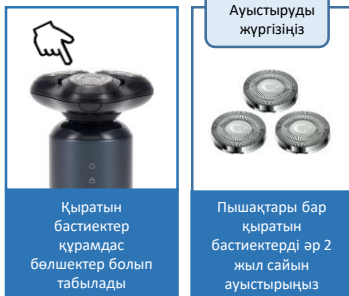 Ауыстыруды
жүргізіңіз
Қыратын
бастиектер
құрамдас
бөлшектер болып
табылады
Пышақтары бар
қыратын
бастиектерді әр 2
жыл сайын
ауыстырыңыз